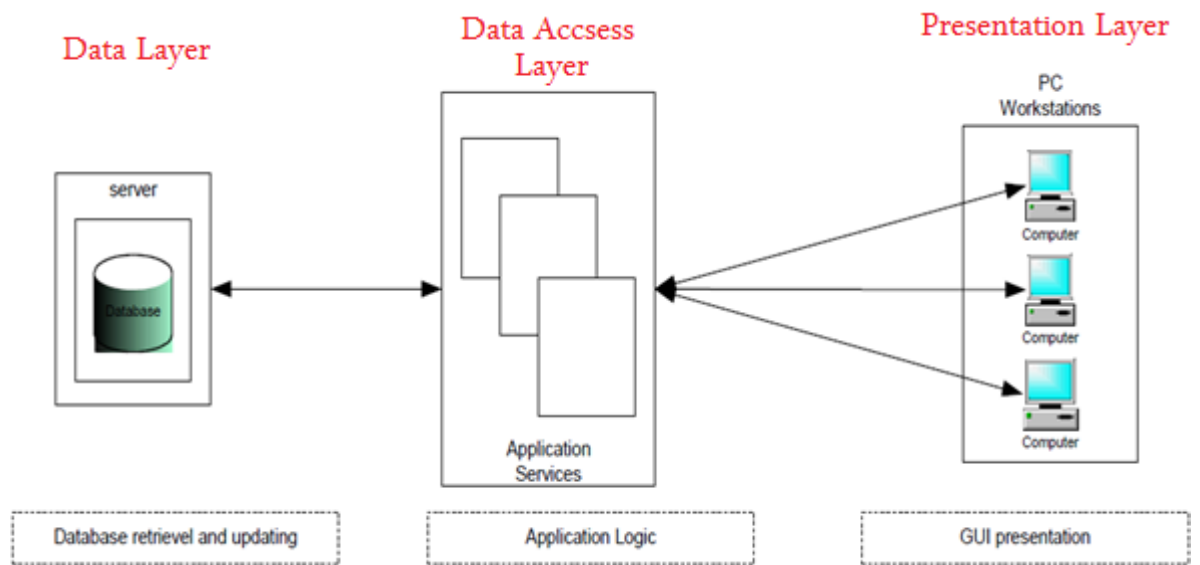 Data Layer
Data Accsess
Layer
Presentation Layer
PC
Workstations
server
Database
Computer
Computer
Computer
Application
Services
Database retrievel and updating
Application Logic
GUI presentation